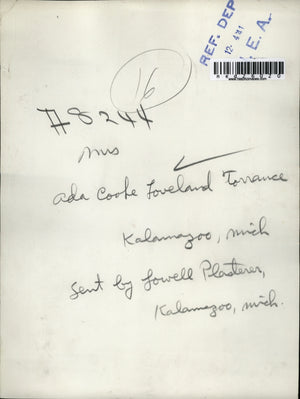 REF. DEP
E. A.
16
#8244
Mrs
Ada Cooke Loveland Torrance
Kalamazoo, Mich
Sent by Lowell Plasterer,
Kalamazoo, Mich.